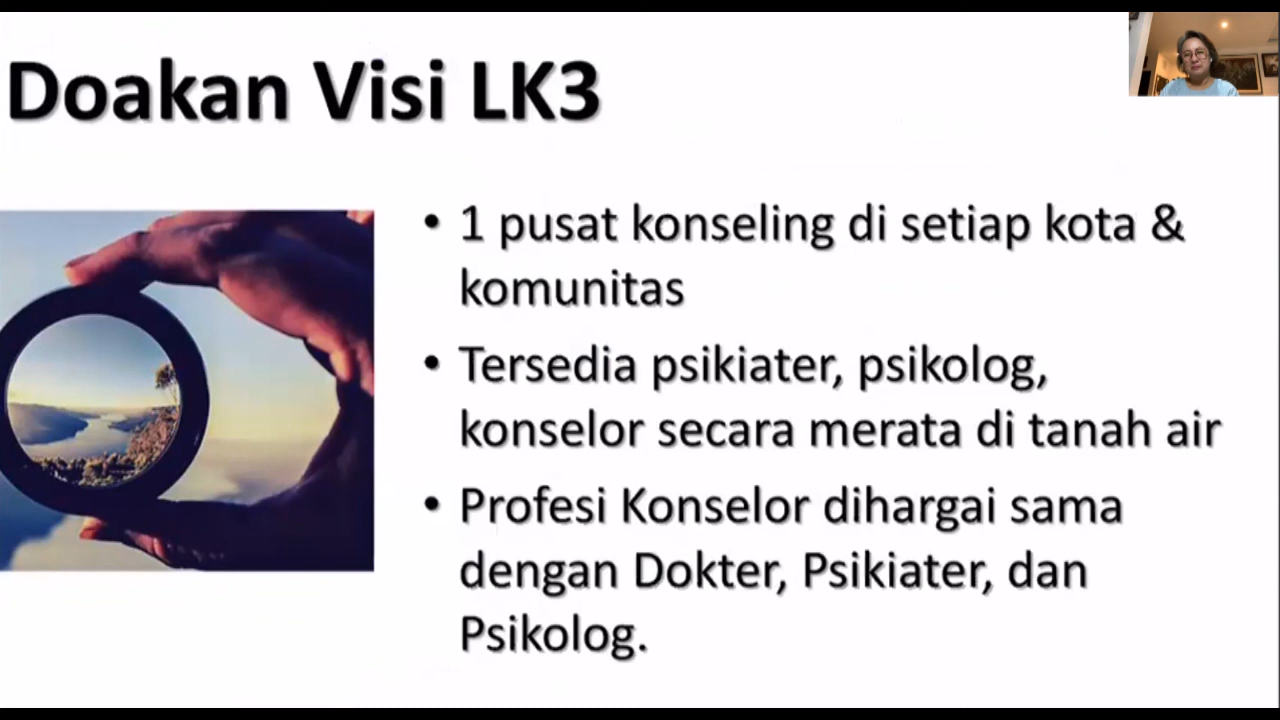 Doakan Visi LK3
• 1 pusat konseling di setiap kota &
komunitas
• Tersedia psikiater, psikolog,
konselor secara merata di tanah air
• Profesi Konselor dihargai sama
dengan Dokter, Psikiater, dan
Psikolog.